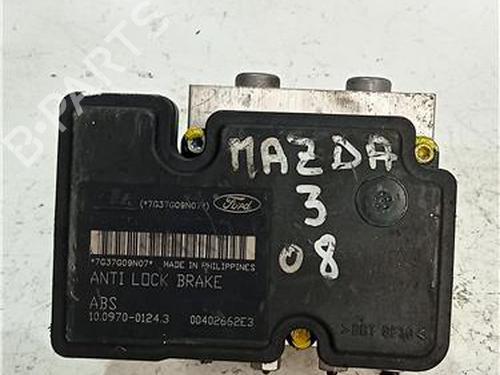 B-PARTS
(*7G37G09N07*)
Ford
*7G37G09N07* MADE IN PHILIPPINES
ANTI LOCK BRAKE
ABS
10.0970-0124.3 00402662E3
MAZDA
3
08